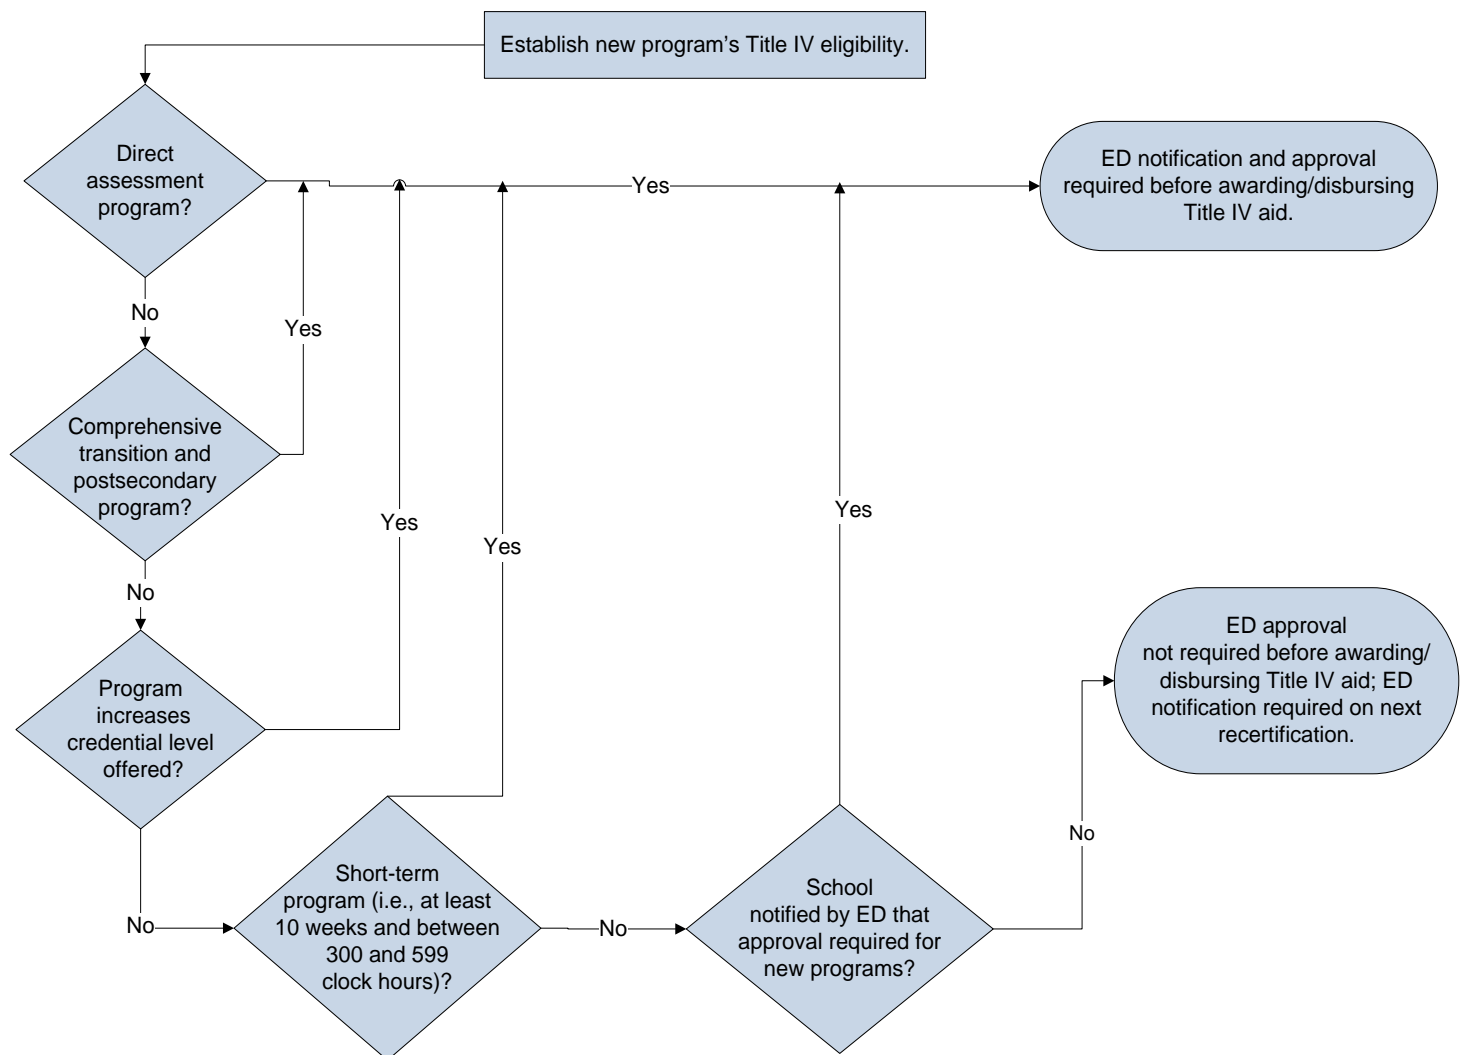 Establish new program’s Title IV eligibility.
Direct
assessment
program?
Yes
ED notification and approval
required before awarding/disbursing
Title IV aid.
No
Yes
Comprehensive
transition and
postsecondary
program?
Yes
Yes
Yes
No
Program
increases
credential level
offered?
ED approval
not required before awarding/
disbursing Title IV aid; ED
notification required on next
recertification.
No
Short-term
program (i.e., at least
10 weeks and between
300 and 599
clock hours)?
No
School
notified by ED that
approval required for
new programs?
No